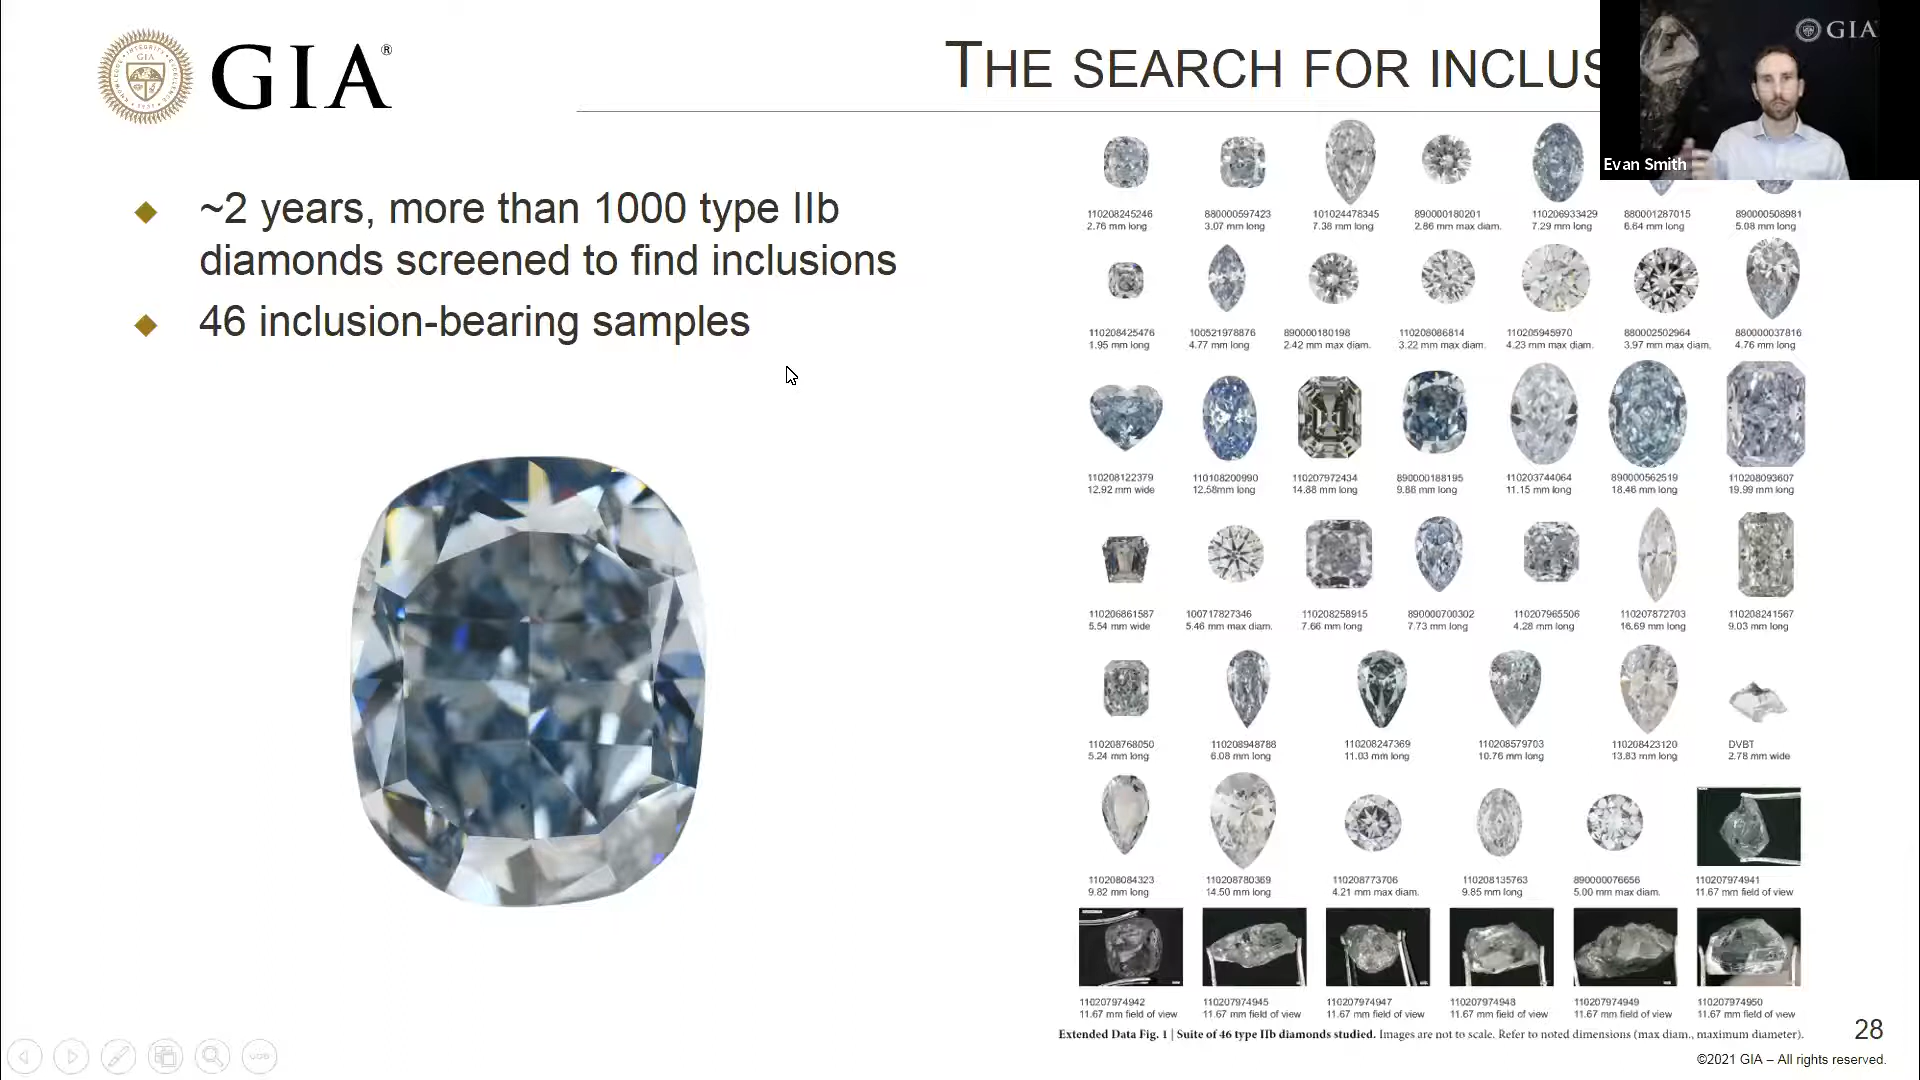 GIA®
THE SEARCH FOR INCLUS
GIA
Evan Smith
~2 years, more than 1000 type IIb
diamonds screened to find inclusions
46 inclusion-bearing samples
110208245246 880000597423 101024478345 890000180201 110206933429 880001287015 890000508981
2.76 mm long 3.07 mm long 7.38 mm long 2.86 mm max diam. 7.29 mm long 6.64 mm long 5.08 mm long
110208425476 100521978876 890000180198 110208086814 110205945970 880002502964 880000037816
1.95 mm long 4.77 mm long 2.42 mm max diam. 3.22 mm max diam. 4.23 mm max diam. 3.97 mm max diam. 4.76 mm long
110208122379 110108200990 110207972434 890000188195 110203744064 890000562519 110208093607
12.92 mm wide 12.58mm long 14.88 mm long 9.86 mm long 11.15 mm long 18.46 mm long 19.99 mm long
110206861587 100717827346 110208258915 890000700302 110207965506 110207872703 110208241567
5.54 mm wide 5.46 mm max diam. 7.66 mm long 7.73 mm long 4.28 mm long 16.69 mm long 9.03 mm long
110208768050 110208948788 110208247369 110208579703 110208423120 DVBT
5.24 mm long 6.08 mm long 11.03 mm long 10.76 mm long 13.83 mm long 2.78 mm wide
110208084323 110208780369 110208773706 110208135763 890000076656 110207974941
9.82 mm long 14.50 mm long 4.21 mm max diam. 9.85 mm long 5.00 mm max diam. 11.67 mm field of view
110207974942 110207974945 110207974947 110207974948 110207974949 110207974950
11.67 mm field of view 11.67 mm field of view 11.67 mm field of view 11.67 mm field of view 11.67 mm field of view 11.67 mm field of view
Extended Data Fig. 1 | Suite of 46 type IIb diamonds studied. Images are not to scale. Refer to noted dimensions (max diam., maximum diameter).
28
©2021 GIA – All rights reserved.